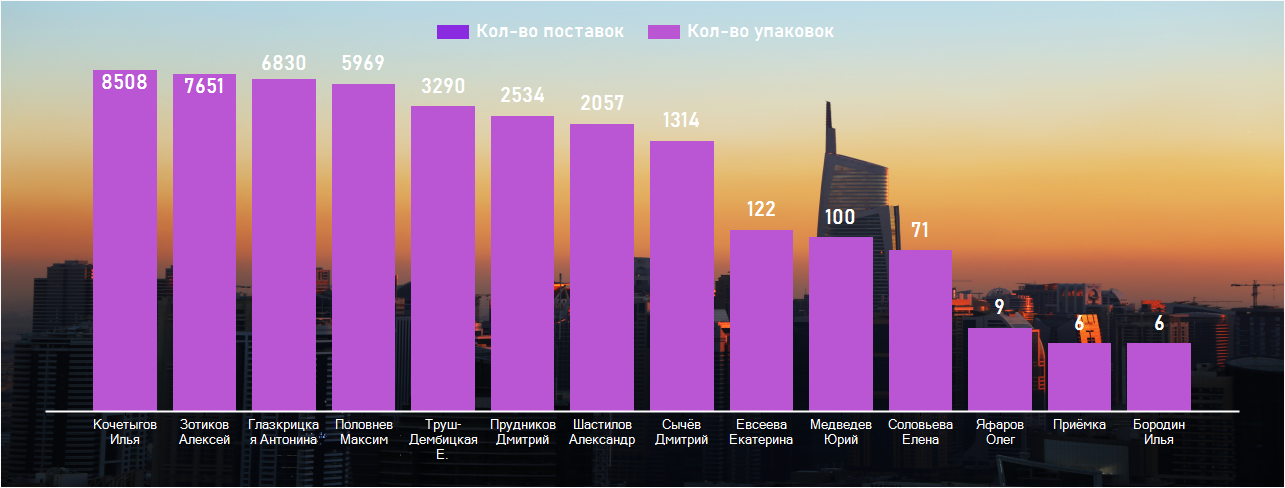 Кол-во поставок Кол-во упаковок
8508 7651 6830 5969 3290 2534 2057 1314 122 100 71 9 6 6
Кочетыгов
Илья
Зотиков
Алексей
Глазкрицка
я Антонина
Половнев
Максим
Труш-
Дембицкая
Е.
Прудников
Дмитрий
Шастилов
Александр
Сычёв
Дмитрий
Евсеева
Екатерина
Медведев
Юрий
Соловьева
Елена
Яфаров
Олег
Приёмка
Бородин
Илья